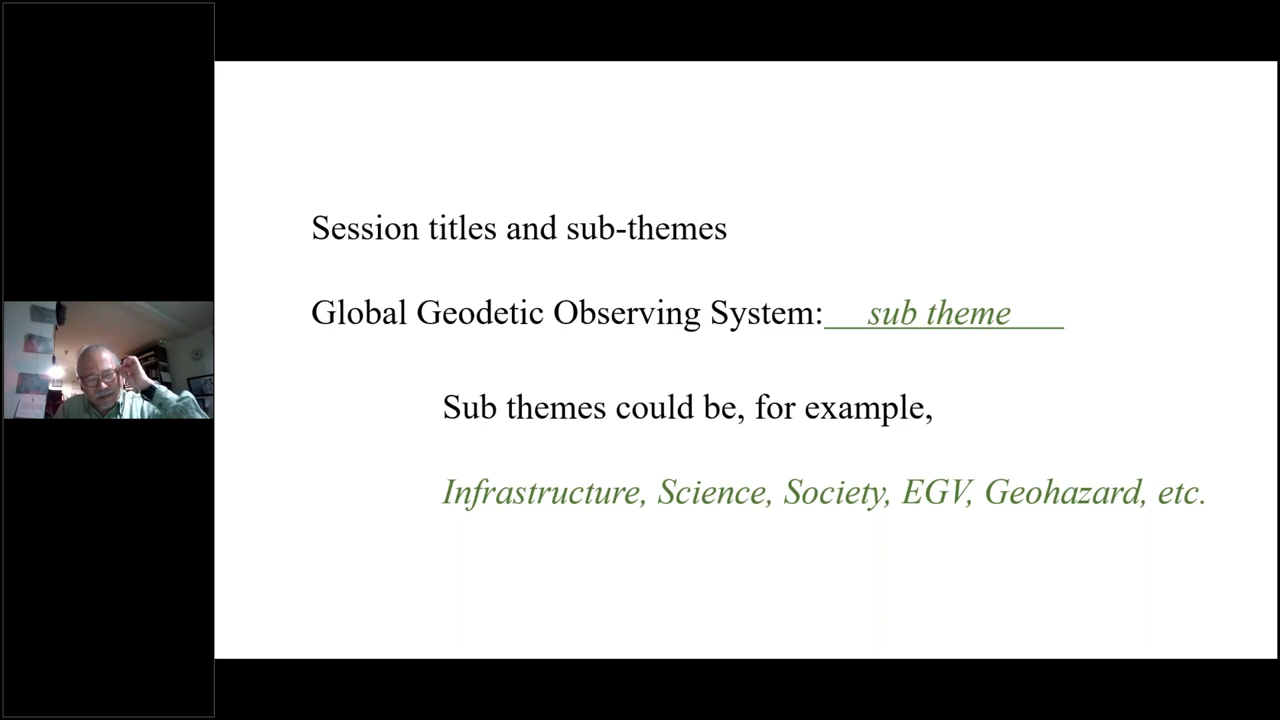 Session titles and sub-themes
Global Geodetic Observing System: sub theme
Sub themes could be, for example,
Infrastructure, Science, Society, EGV, Geohazard, etc.